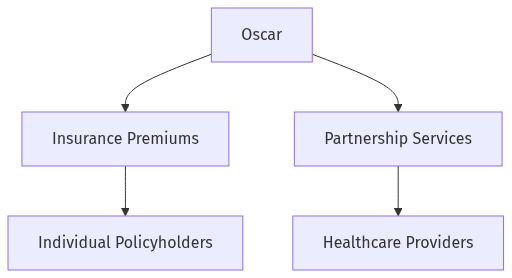 Oscar
Insurance Premiums
Partnership Services
Individual Policyholders
Healthcare Providers